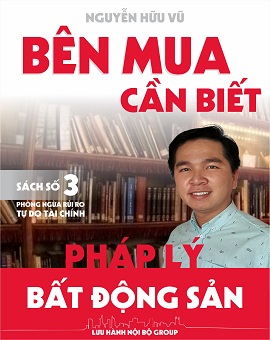 NGUYỄN HỮU VŨ
BÊN MUA
CẦN BIẾT
SÁCH SỐ 3
PHÒNG NGỪA RỦI RO
TỰ DO TÀI CHÍNH
PHÁP LÝ
BẤT ĐỘNG SẢN
LƯU HÀNH NỘI BỘ GROUP